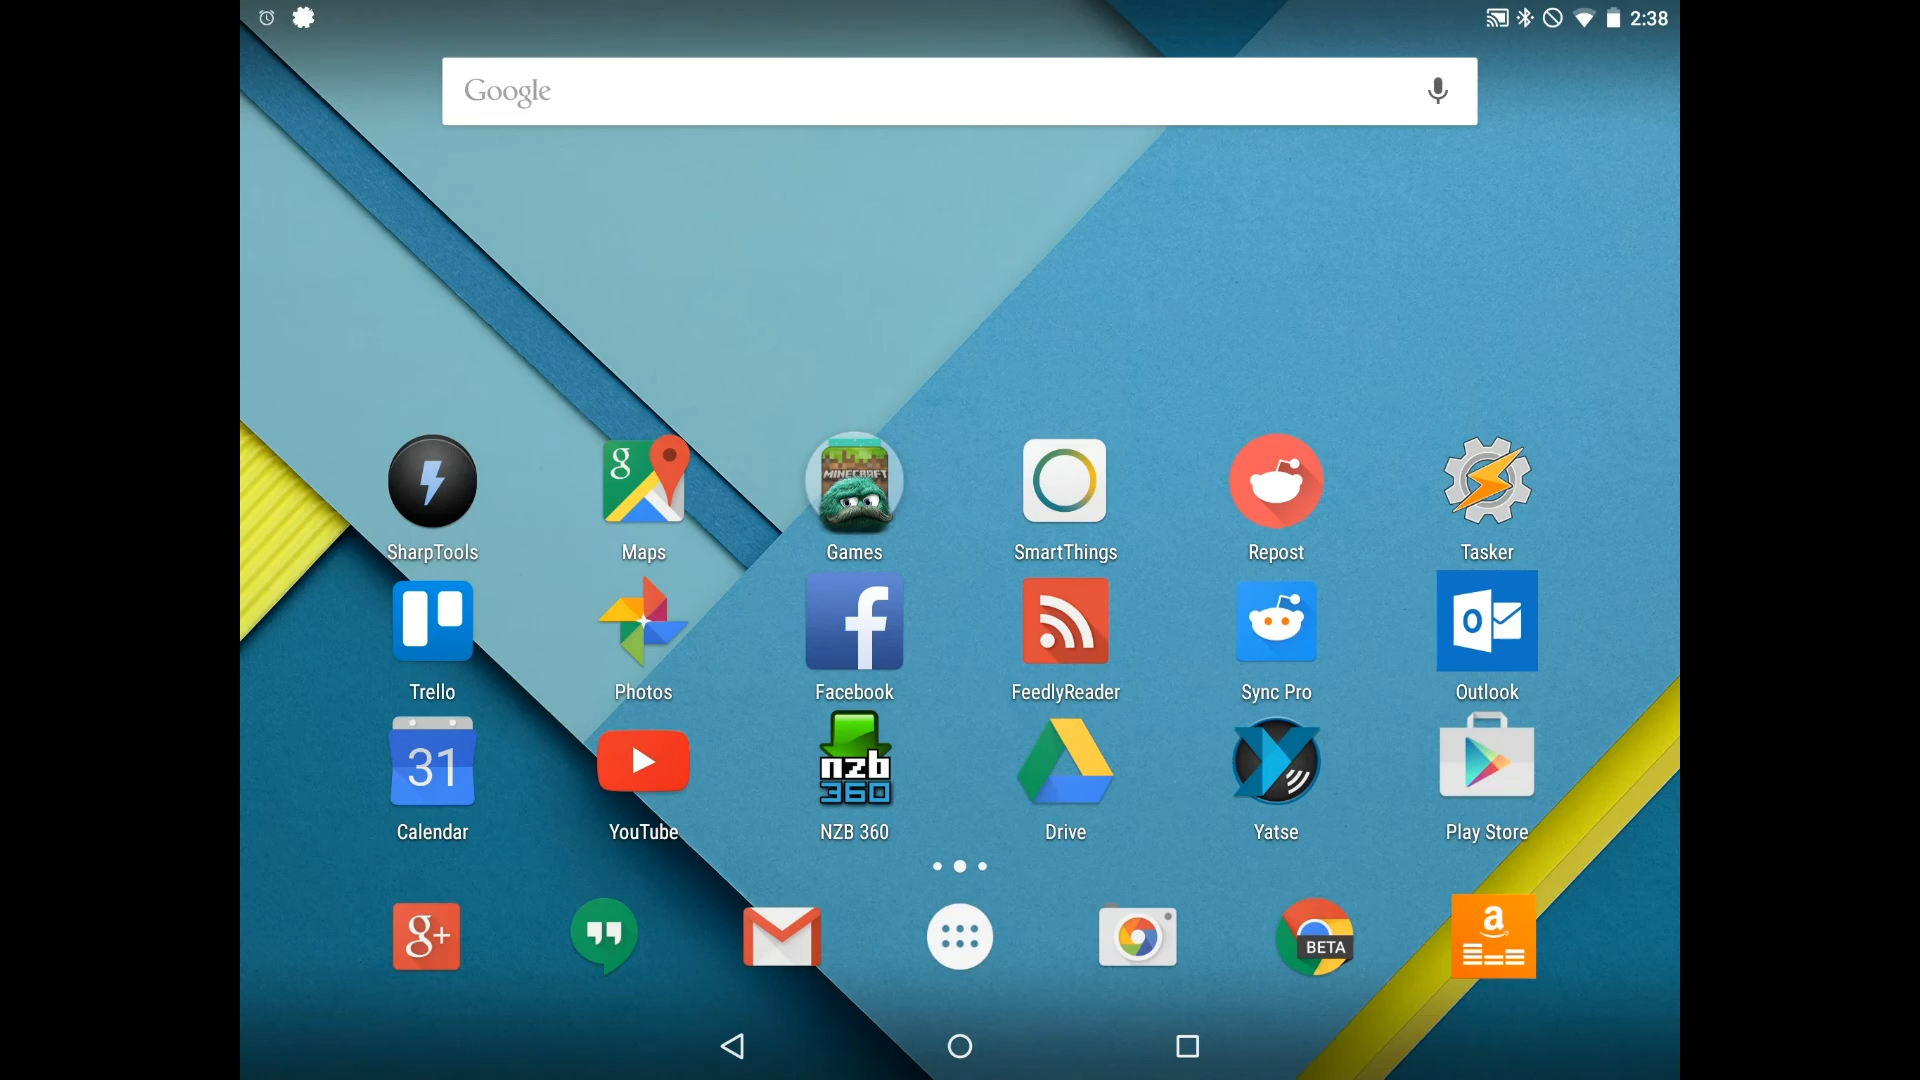 2:38
Google
g
MINECRAFT
SharpTools
Maps
Games
SmartThings
Repost
Tasker
f
o
Trello
Photos
Facebook
FeedlyReader
Sync Pro
Outlook
31
nzb
360
Calendar
YouTube
NZB 360
Drive
Yatse
Play Store
g+
BETA
a